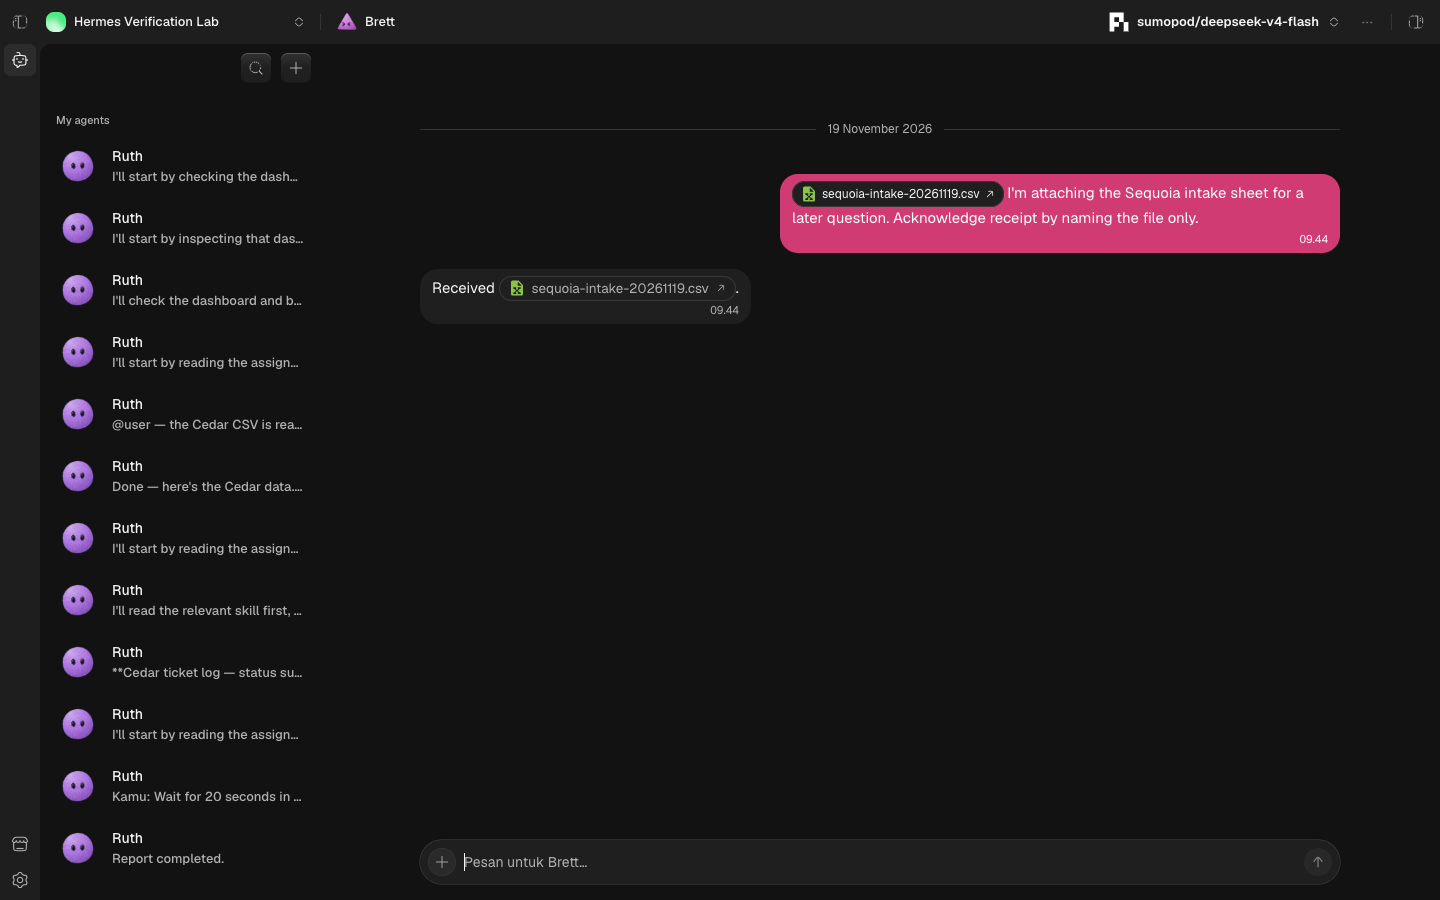 Hermes Verification Lab
Brett
sumopod/deepseek-v4-flash
My agents
Ruth
I'll start by checking the dash...
Ruth
I'll start by inspecting that das...
Ruth
I'll check the dashboard and b...
Ruth
I'll start by reading the assign...
Ruth
@user — the Cedar CSV is rea...
Ruth
Done — here's the Cedar data....
Ruth
I'll start by reading the assign...
Ruth
I'll read the relevant skill first, ...
Ruth
**Cedar ticket log — status su...
Ruth
I'll start by reading the assign...
Ruth
Kamu: Wait for 20 seconds in ...
Ruth
Report completed.
19 November 2026
sequoia-intake-20261119.csv ↗ I'm attaching the Sequoia intake sheet for a
later question. Acknowledge receipt by naming the file only.
09.44
Received sequoia-intake-20261119.csv ↗ .
09.44
Pesan untuk Brett...